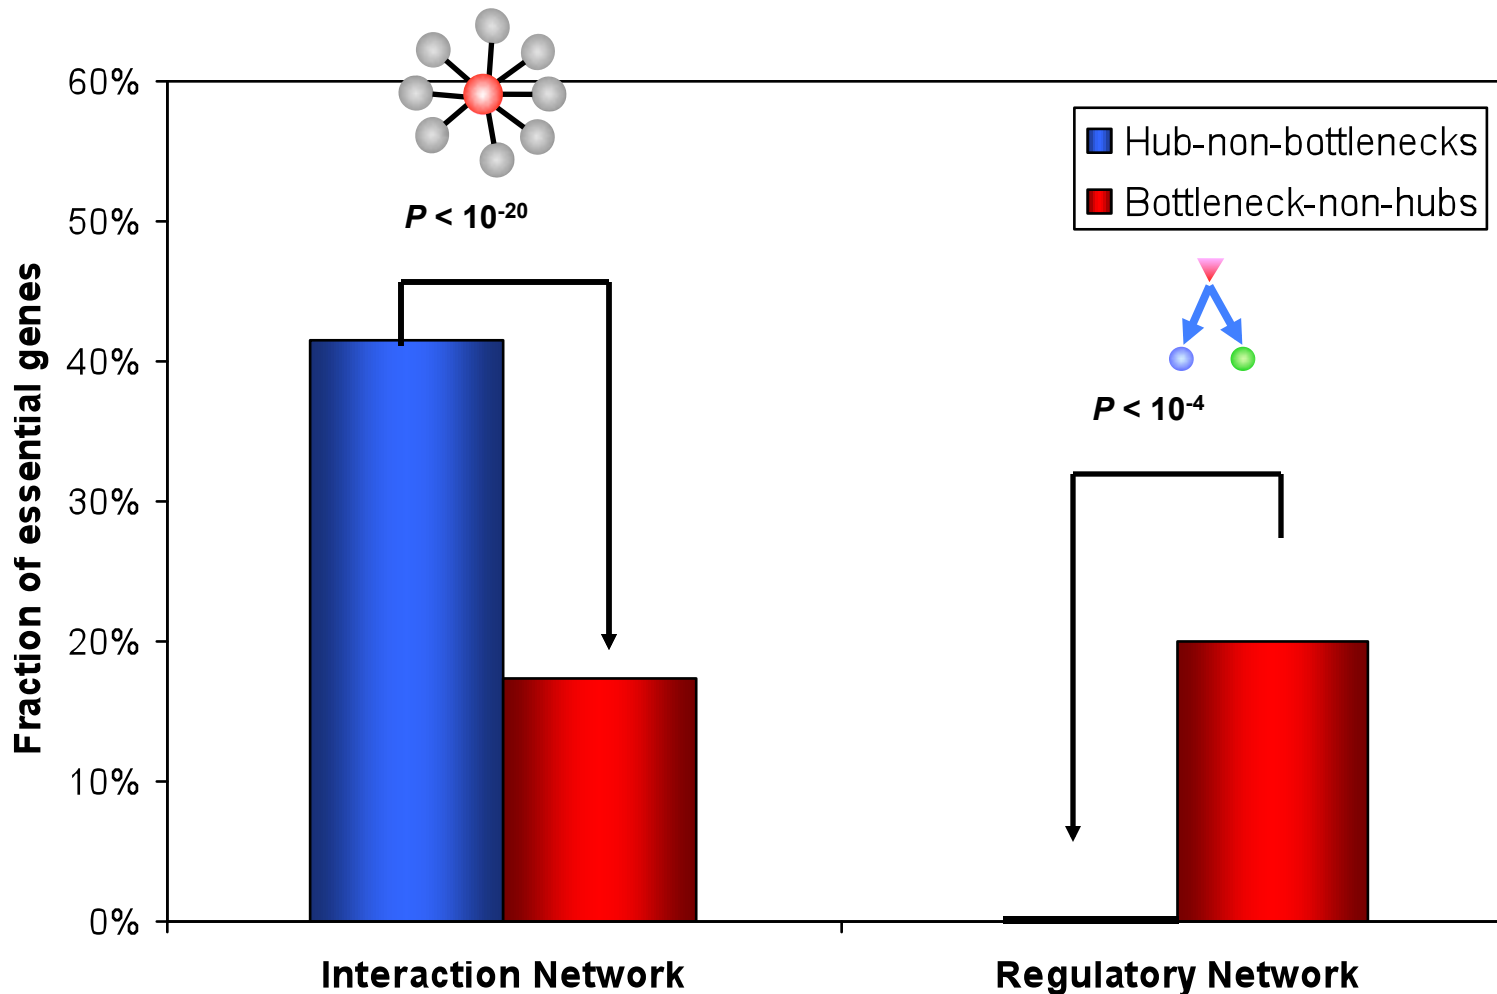 60%
50%
40%
30%
20%
10%
0%
Fraction of essential genes
P < 10-20
Hub-non-bottlenecks
Bottleneck-non-hubs
P < 10-4
Interaction Network
Regulatory Network